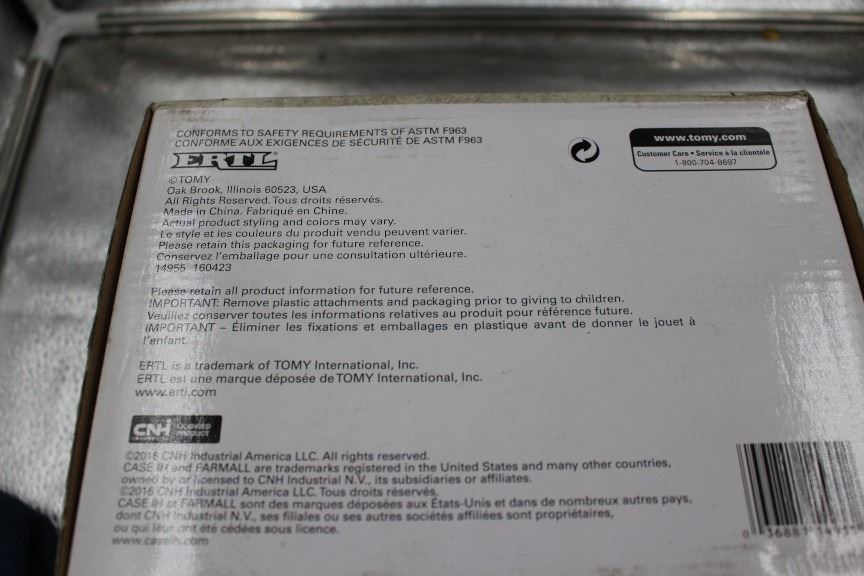 CONFORMS TO SAFETY REQUIREMENTS OF ASTM F963
CONFORME AUX EXIGENCES DE SÉCURITÉ DE ASTM F963
ERTL
©TOMY
Oak Brook, Illinois 60523, USA
All Rights Reserved. Tous droits réservés.
Made in China. Fabriqué en Chine.
Actual product styling and colors may vary.
Le style et les couleurs du produit vendu peuvent varier.
Please retain this packaging for future reference.
Conservez l'emballage pour une consultation ultérieure.
14955 160423
www.tomy.com
Customer Care • Service à la clientèle
1-800-704-8697
Please retain all product information for future reference.
IMPORTANT: Remove plastic attachments and packaging prior to giving to children.
Veuillez conserver toutes les informations relatives au produit pour référence future.
IMPORTANT – Éliminer les fixations et emballages en plastique avant de donner le jouet à
l'enfant
ERTL is a trademark of TOMY International, Inc.
ERTL est une marque déposée de TOMY International, Inc.
www.ertl.com
CNH LICENSED
INDUSTRIAL PRODUCT
©2016 CNH Industrial America LLC. All rights reserved.
CASE IH and FARMALL are trademarks registered in the United States and many other countries,
owned by or licensed to CNH Industrial N.V., its subsidiaries or affiliates.
©2016 CNH Industrial America LLC. Tous droits réservés.
CASE IH et FARMALL sont des marques déposées aux États-Unis et dans de nombreux autres pays,
dont CNH Industrial N.V., ses filiales ou ses autres sociétés affiliées sont propriétaires,
ou qui leur ont été cédées sous licence.
www.caseih.com
0 36881